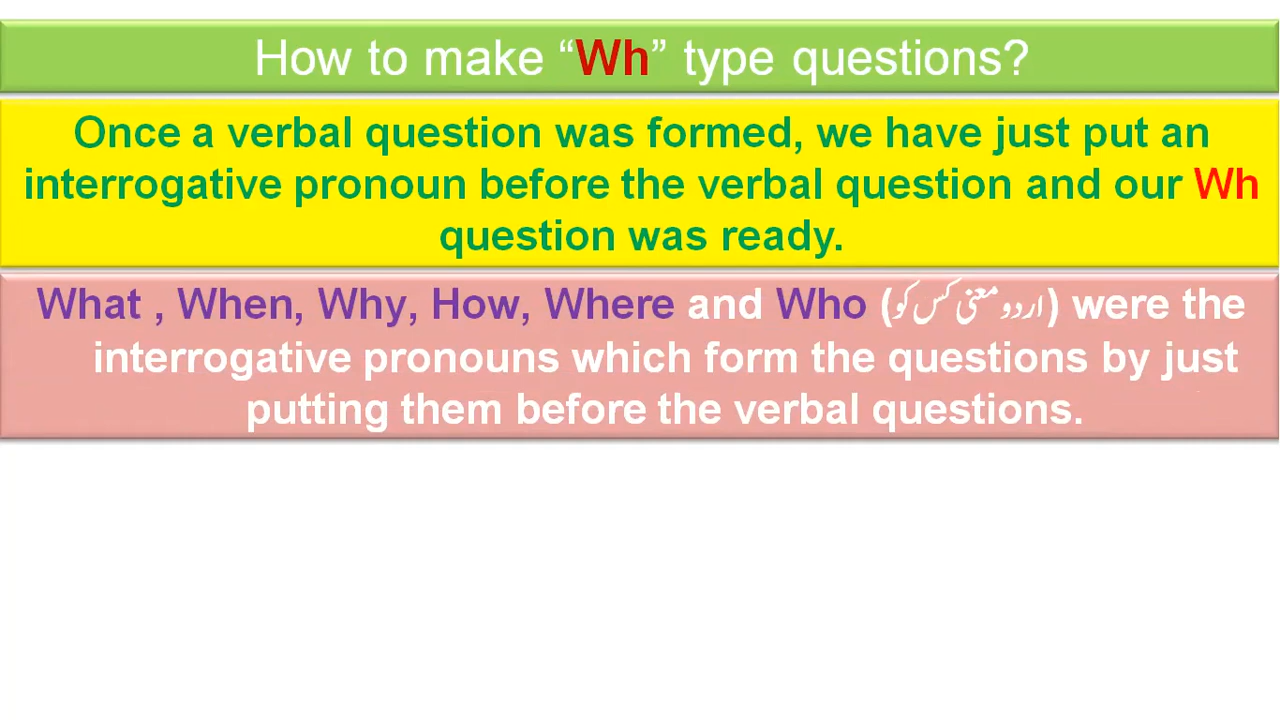 How to make “Wh” type questions?
Once a verbal question was formed, we have just put an
interrogative pronoun before the verbal question and our Wh
question was ready.
What , When, Why, How, Where and Who (اردو معنی کس کو) were the
interrogative pronouns which form the questions by just
putting them before the verbal questions.